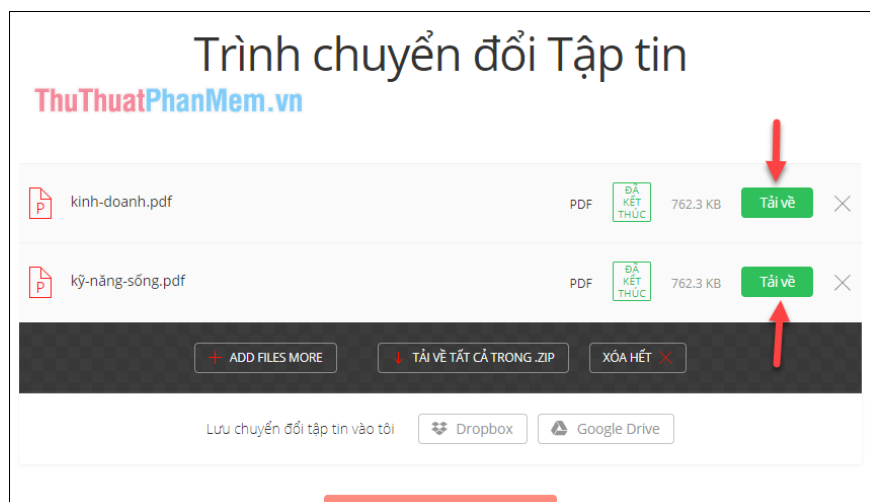 Trình chuyển đổi Tập tin
ThuThuatPhanMem.vn
kinh-doanh.pdf PDF ĐÃ KẾT THÚC 762.3 KB Tải về
kỹ-năng-sống.pdf PDF ĐÃ KẾT THÚC 762.3 KB Tải về
ADD FILES MORE TẢI VỀ TẤT CẢ TRONG .ZIP XÓA HẾT
Lưu chuyển đổi tập tin vào tôi Dropbox Google Drive